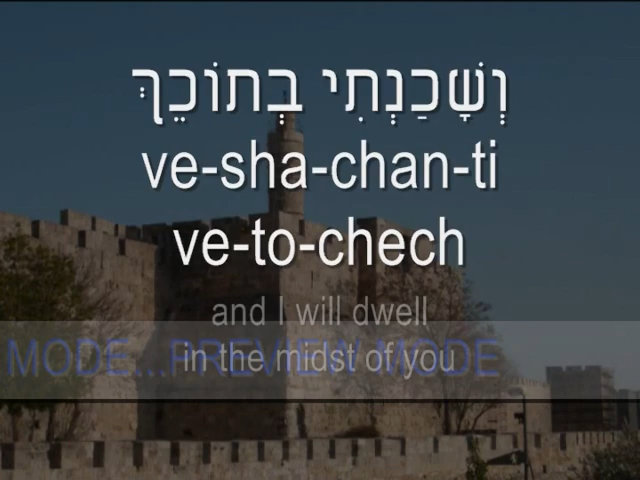 וְשָׁכַנְתִּי בְתוֹכֵךְ
ve-sha-chan-ti
ve-to-chech
and I will dwell
in the midst of you
MODE...PREVIEW MODE